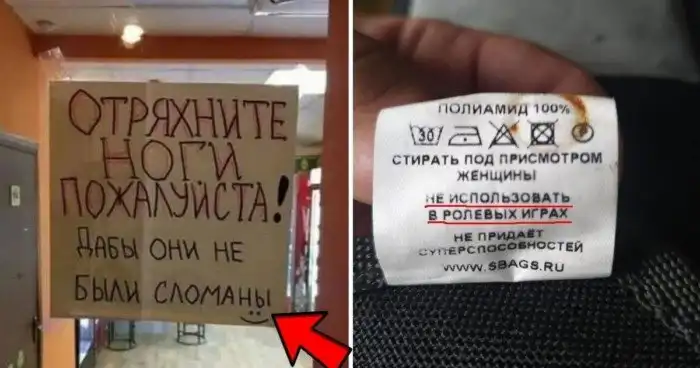 ОТРЯХНИТЕ
НОГИ
ПОЖАЛУЙСТА!
ДАБЫ ОНИ НЕ
БЫЛИ СЛОМАНЫ
ПОЛИАМИД 100%
30
СТИРАТЬ ПОД ПРИСМОТРОМ
ЖЕНЩИНЫ
НЕ ИСПОЛЬЗОВАТЬ
В РОЛЕВЫХ ИГРАХ
НЕ ПРИДАЁТ
СУПЕРСПОСОБНОСТЕЙ
WWW.SBAGS.RU